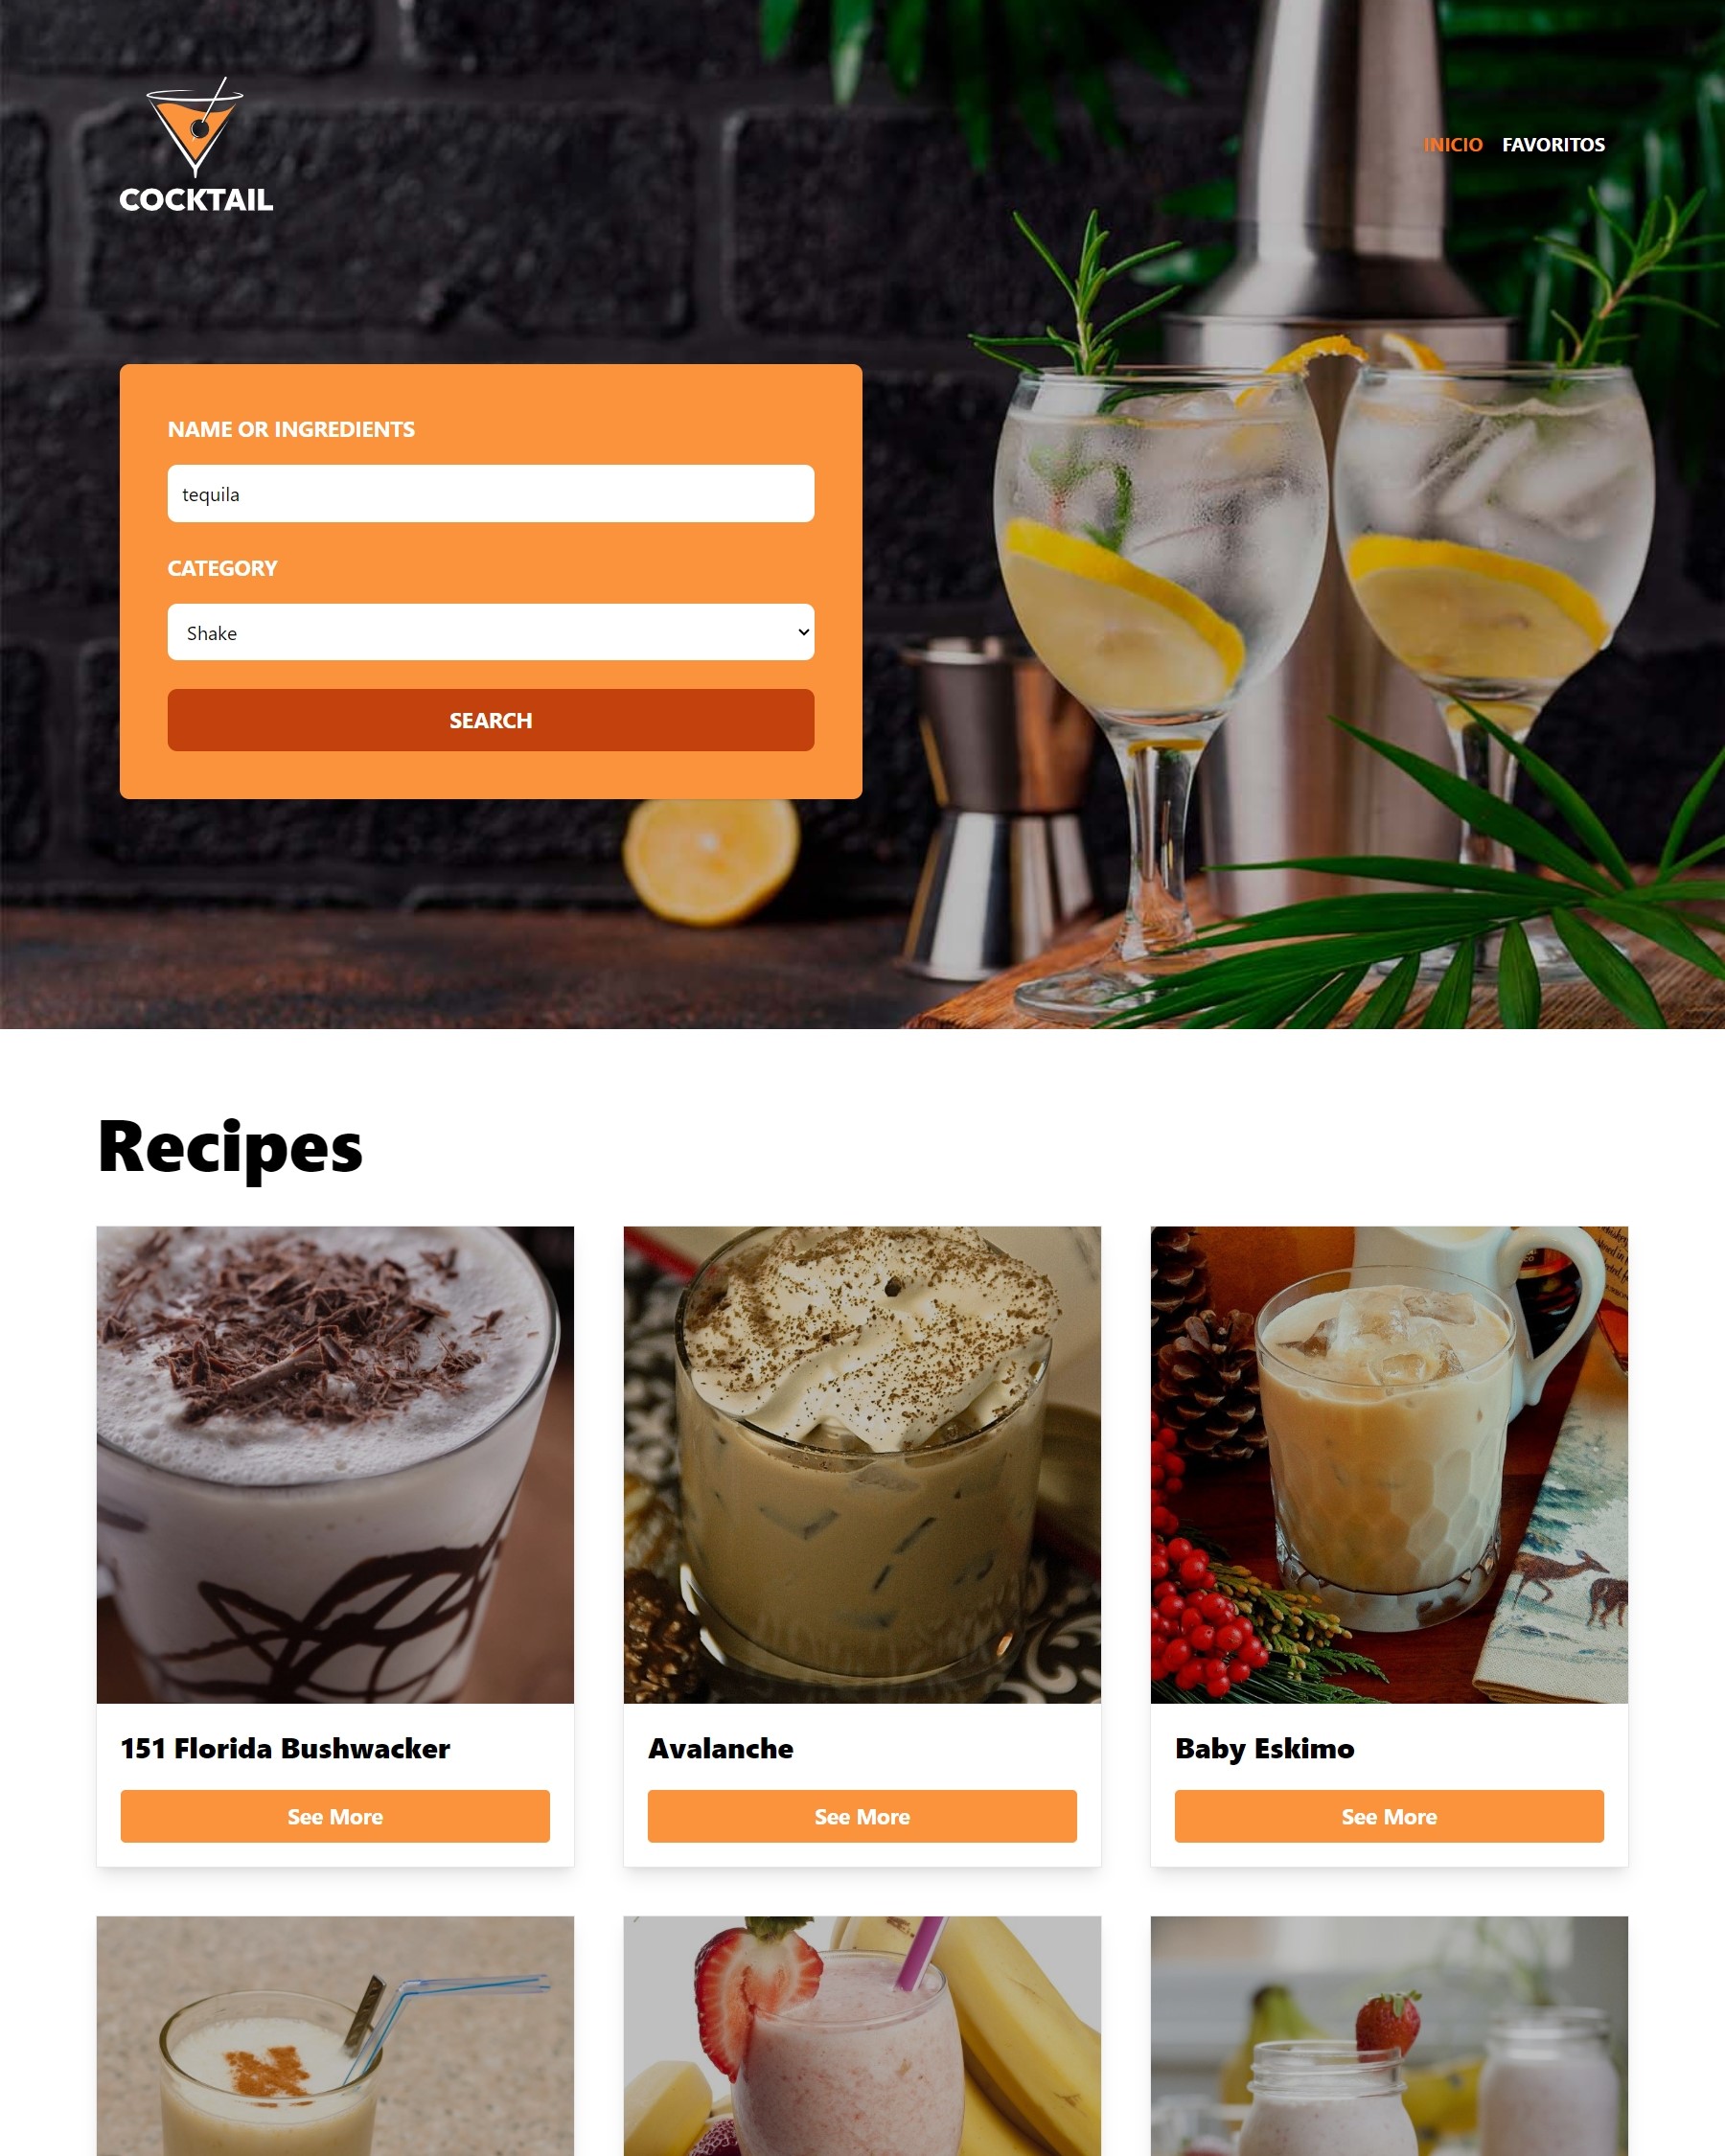 COCKTAIL
INICIO FAVORITOS
NAME OR INGREDIENTS
tequila
CATEGORY
Shake
SEARCH
Recipes
151 Florida Bushwacker
Avalanche
Baby Eskimo
See More
See More
See More